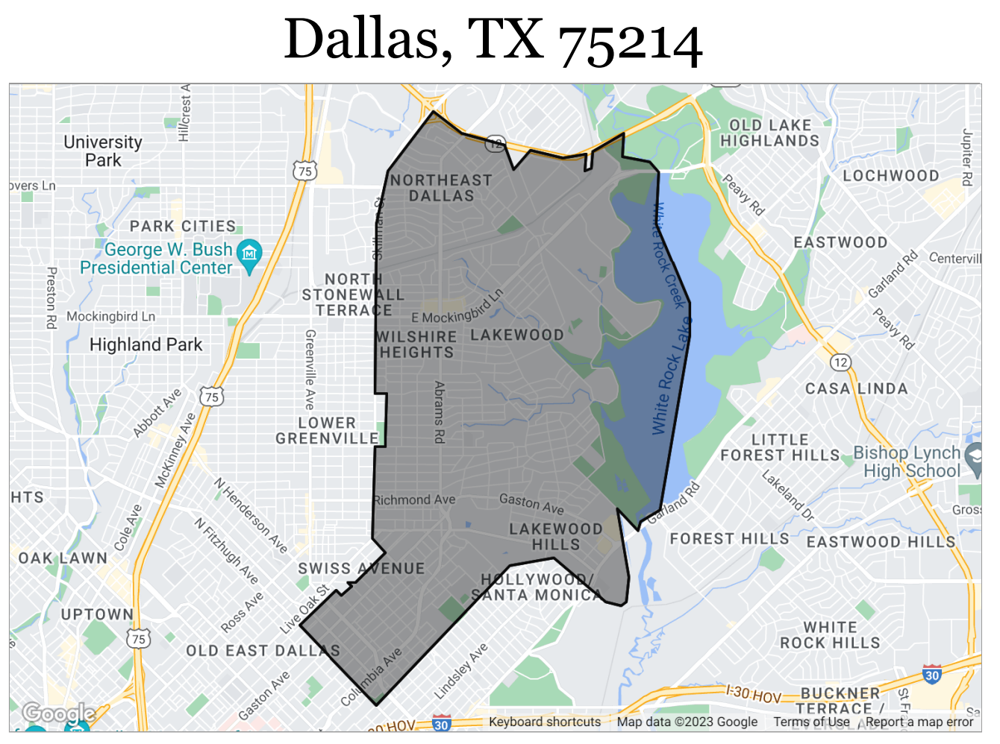 Dallas, TX 75214
Hillcrest A
University
Park
75
12
OLD LAKE
HIGHLANDS
Jupiter Rd
overs Ln
NORTHEAST
DALLAS
LOCHWOOD
Peavy Rd
PARK CITIES
George W. Bush
Presidential Center
Skillman St
White Rock Creek
EASTWOOD
Centervill
Garland Rd
Preston Rd
NORTH
STONEWALL
TERRACE
Mockingbird Ln
E Mockingbird Ln
Peavy Rd
Highland Park
Greenville Ave
WILSHIRE
HEIGHTS
LAKEWOOD
White Rock Lake
12
75
Abbott Ave
McKinney Ave
Abrams Rd
CASA LINDA
LOWER
GREENVILLE
LITTLE
FOREST HILLS
Bishop Lynch
High School
HTS
N Henderson Ave
Richmond Ave
Gaston Ave
Garland Rd
Lakeland Dr
Gros
Cole Ave
N Fitzhugh Ave
LAKEWOOD
HILLS
FOREST HILLS
EASTWOOD HILLS
OAK LAWN
SWISS AVENUE
HOLLYWOOD/
SANTA MONICA
Live Oak St
Ross Ave
UPTOWN
75
OLD EAST DALLAS
WHITE
ROCK HILLS
Columbia Ave
Lindsley Ave
Gaston Ave
30
I-30 HOV
BUCKNER
TERRACE /
EVERGLADE
St Franc
Sa
Google
30 HOV
30
Keyboard shortcuts
Map data ©2023 Google
Terms of Use
Report a map error